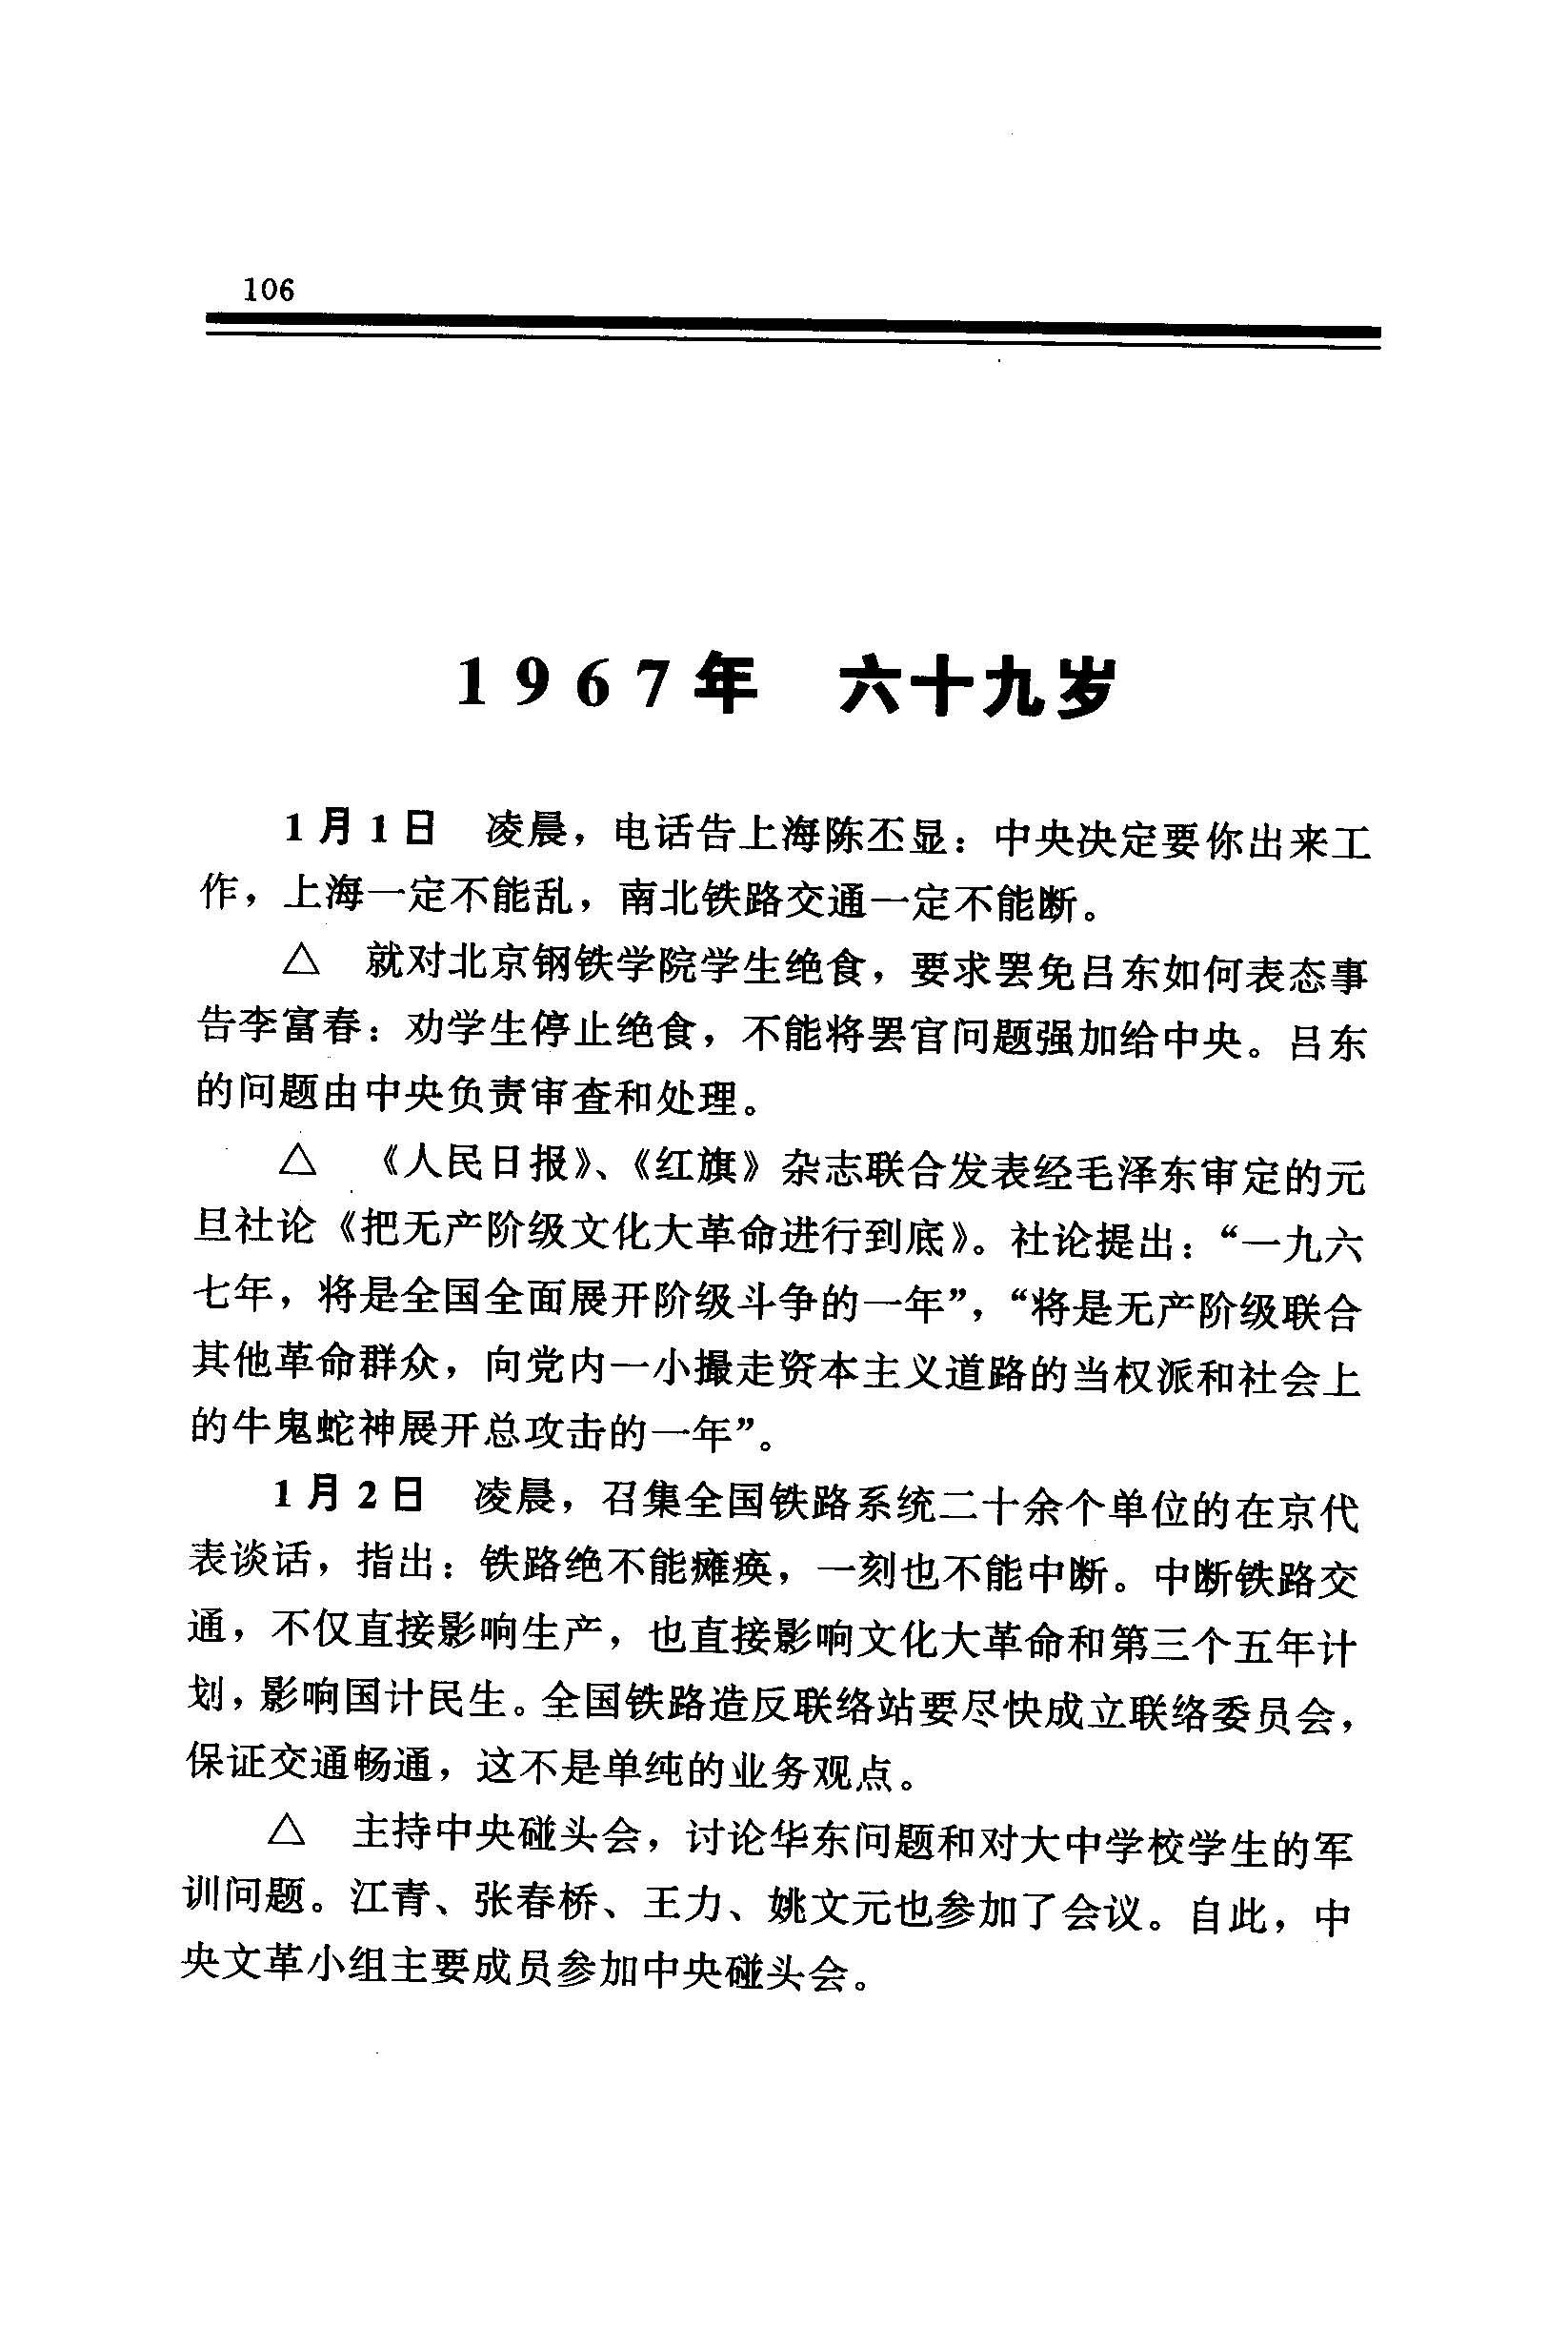 106
1967年 六十九岁
1月1日 凌晨，电话告上海陈丕显：中央决定要你出来工
作，上海一定不能乱，南北铁路交通一定不能断。
△ 就对北京钢铁学院学生绝食，要求罢免吕东如何表态事
告李富春：劝学生停止绝食，不能将罢官问题强加给中央。吕东
的问题由中央负责审查和处理。
△ 《人民日报》、《红旗》杂志联合发表经毛泽东审定的元
旦社论《把无产阶级文化大革命进行到底》。社论提出：“一九六
七年，将是全国全面展开阶级斗争的一年”，“将是无产阶级联合
其他革命群众，向党内一小撮走资本主义道路的当权派和社会上
的牛鬼蛇神展开总攻击的一年”。
1月2日 凌晨，召集全国铁路系统二十余个单位的在京代
表谈话，指出：铁路绝不能瘫痪，一刻也不能中断。中断铁路交
通，不仅直接影响生产，也直接影响文化大革命和第三个五年计
划，影响国计民生。全国铁路造反联络站要尽快成立联络委员会，
保证交通畅通，这不是单纯的业务观点。
△ 主持中央碰头会，讨论华东问题和对大中学校学生的军
训问题。江青、张春桥、王力、姚文元也参加了会议。自此，中
央文革小组主要成员参加中央碰头会。